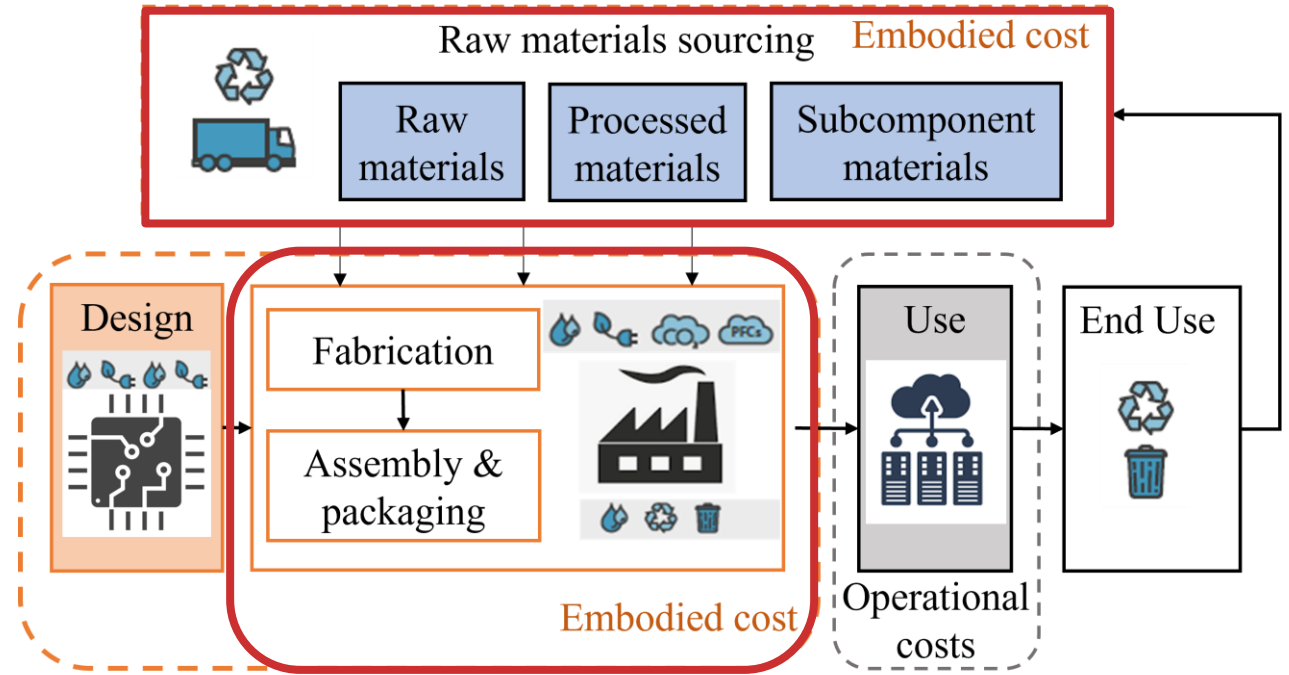 Raw materials sourcing
Embodied cost
Raw
materials
Processed
materials
Subcomponent
materials
Design
Fabrication
Assembly &
packaging
CO2
PFCs
Embodied cost
Use
Operational
costs
End Use